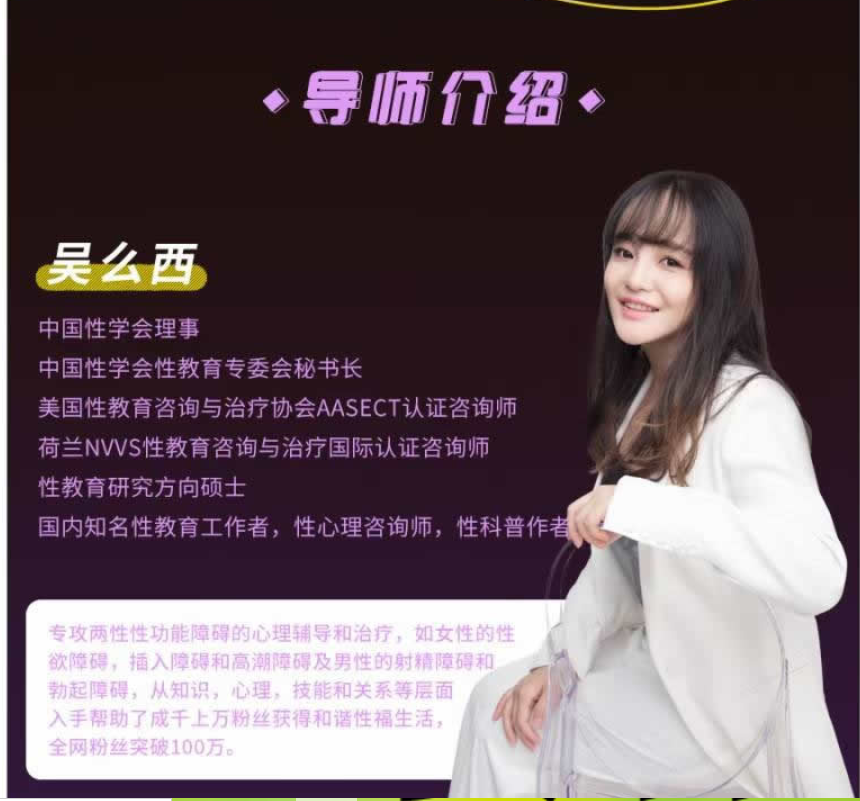 导师介绍
吴么西
中国性学会理事
中国性学会性教育专委会秘书长
美国性教育咨询与治疗协会AASECT认证咨询师
荷兰NVVS性教育咨询与治疗国际认证咨询师
性教育研究方向硕士
国内知名性教育工作者，性心理咨询师，性科普作者
专攻两性性功能障碍的心理辅导和治疗，如女性的性
欲障碍，插入障碍和高潮障碍及男性的射精障碍和
勃起障碍，从知识，心理，技能和关系等层面
入手帮助了成千上万粉丝获得和谐性福生活，
全网粉丝突破100万。